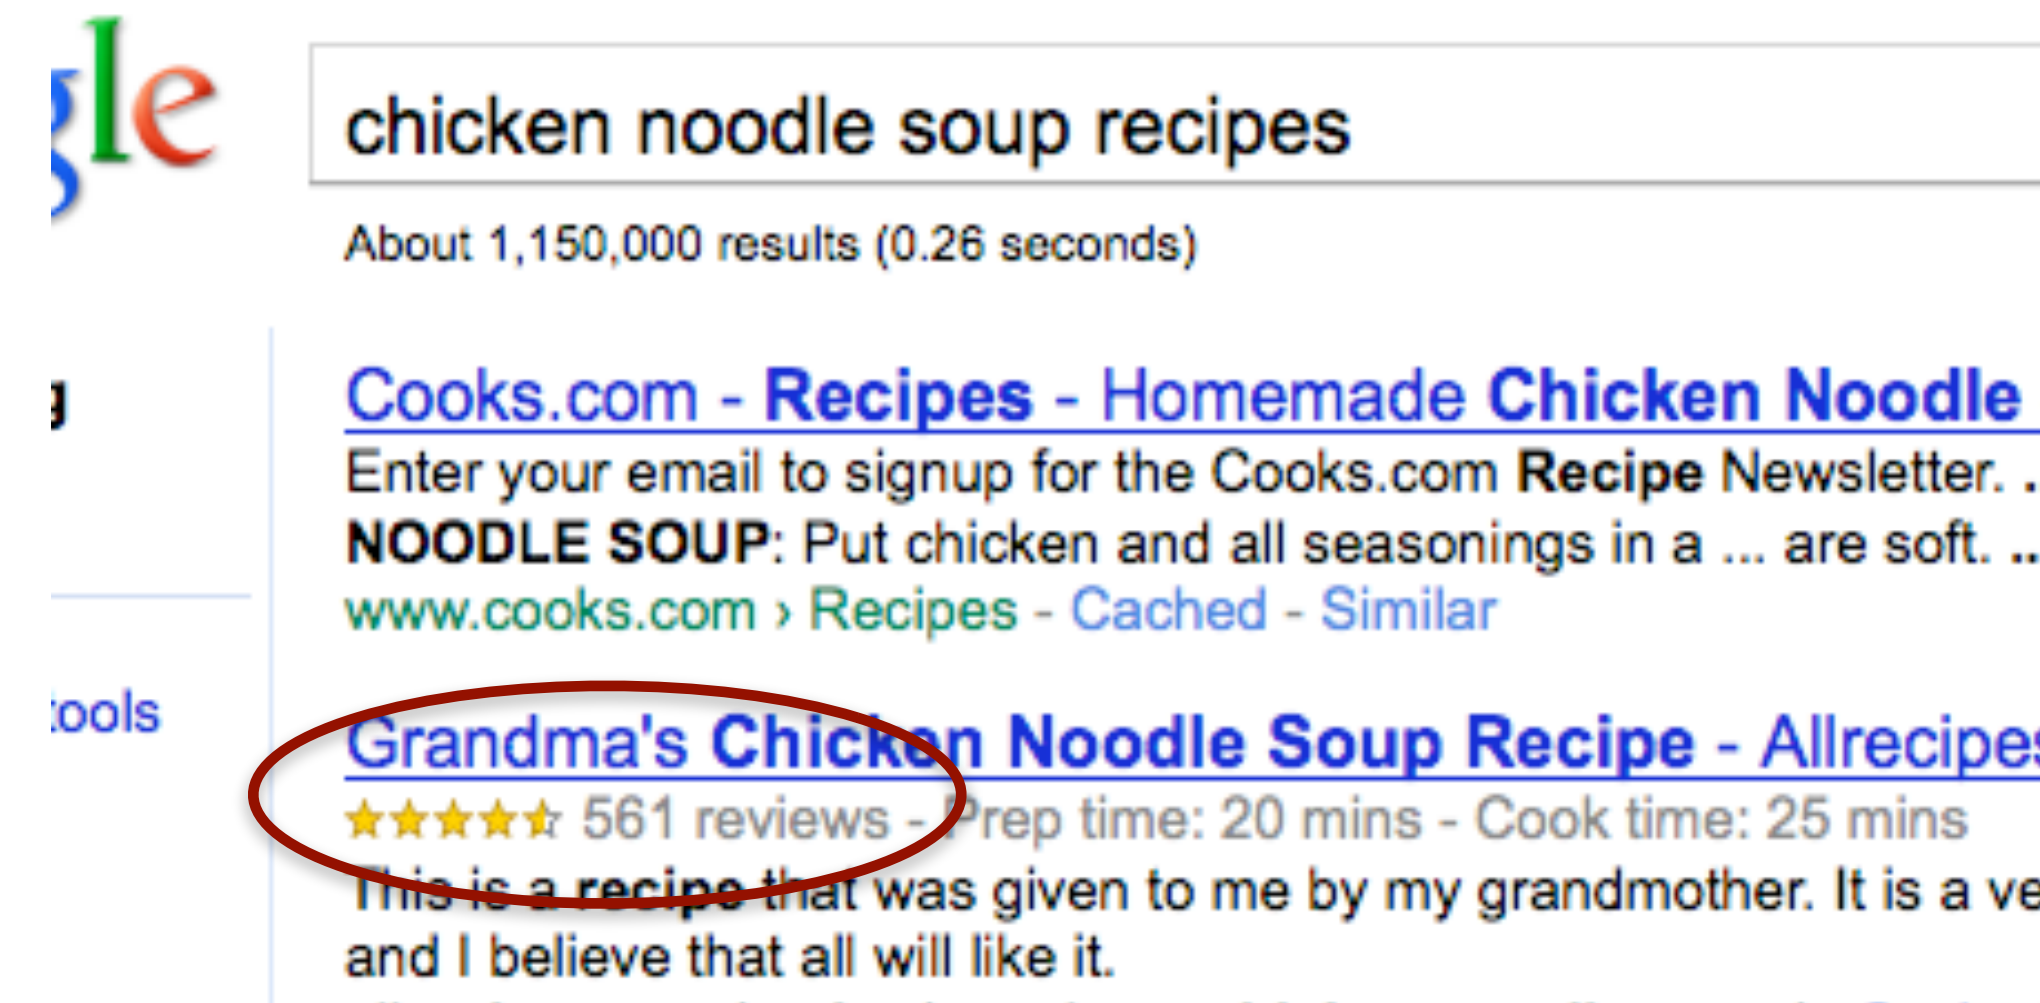 gle
chicken noodle soup recipes
About 1,150,000 results (0.26 seconds)
Cooks.com - Recipes - Homemade Chicken Noodle
g
Enter your email to signup for the Cooks.com Recipe Newsletter. .
NOODLE SOUP: Put chicken and all seasonings in a ... are soft. ..
www.cooks.com › Recipes - Cached - Similar
tools
Grandma's Chicken Noodle Soup Recipe - Allrecipes
561 reviews - Prep time: 20 mins - Cook time: 25 mins
This is a recipe that was given to me by my grandmother. It is a ve
and I believe that all will like it.